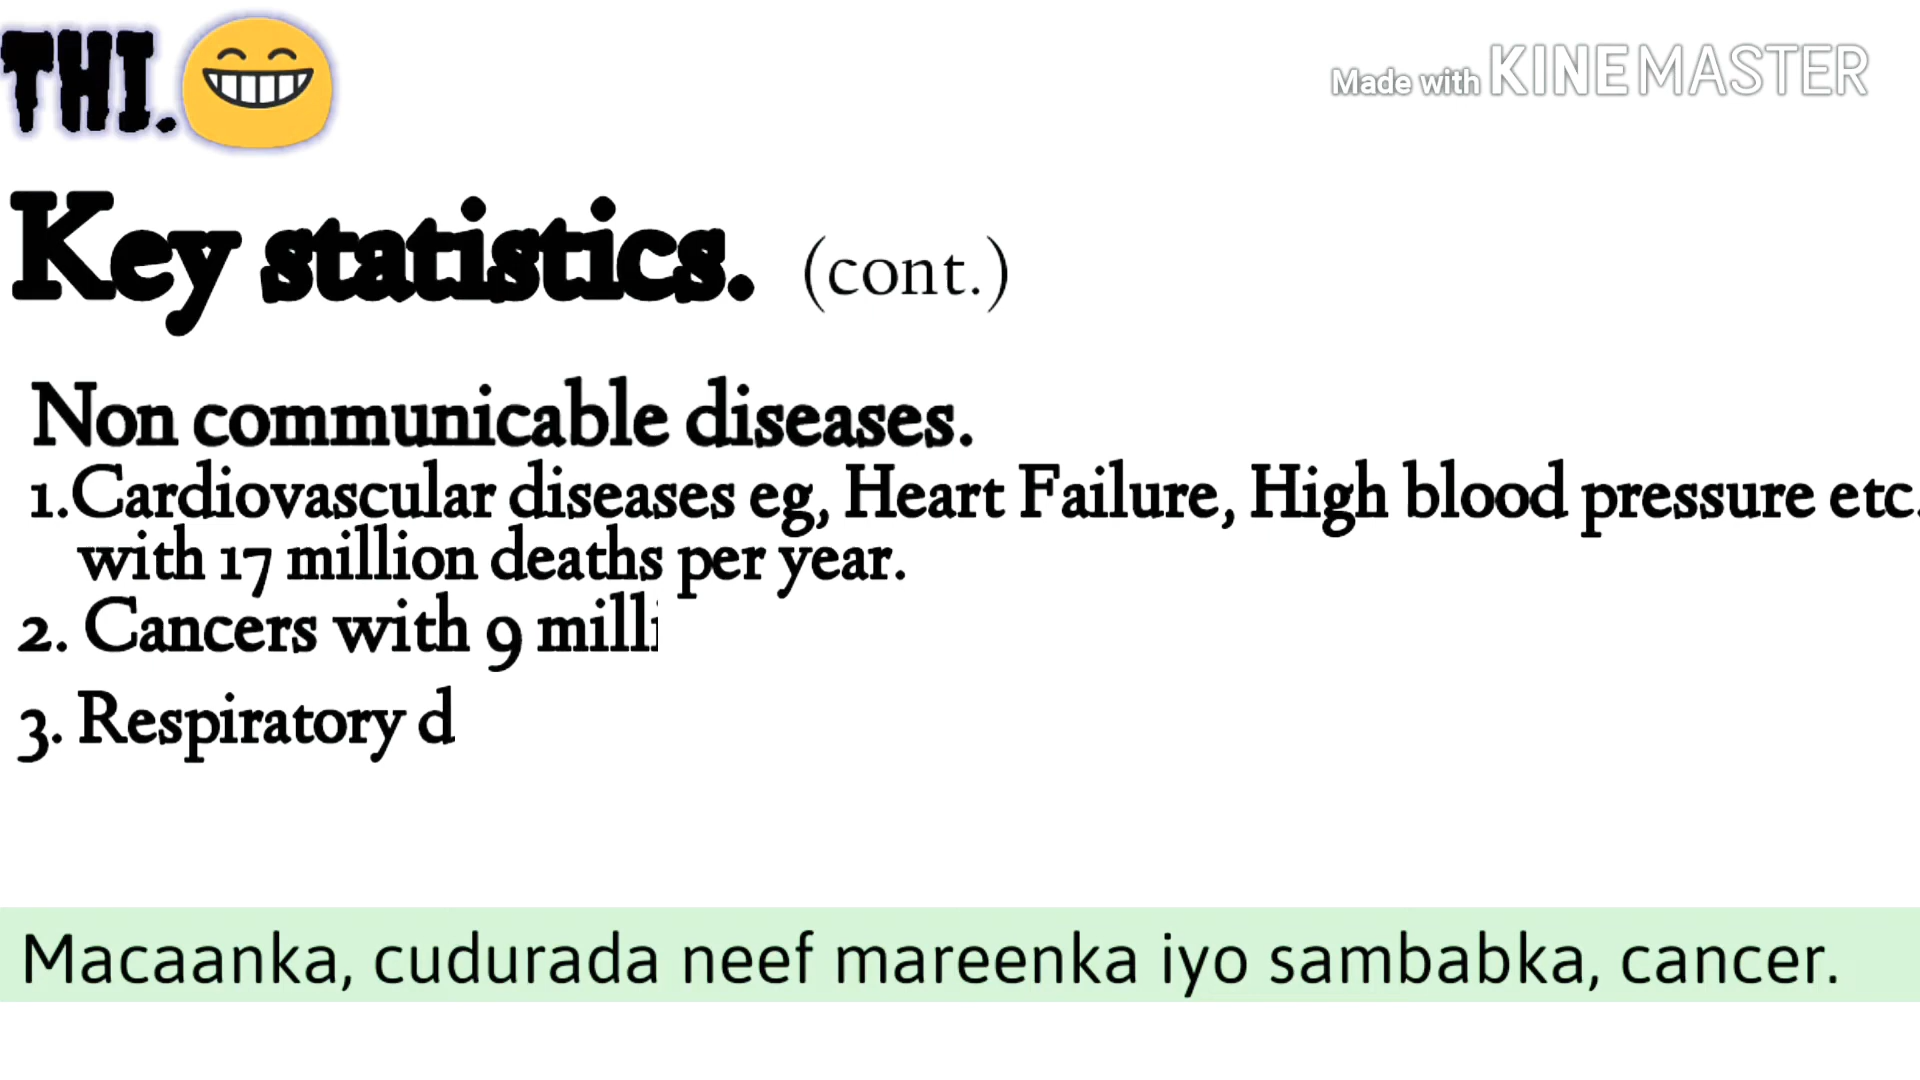 THI.
Made with KINEMASTER
Key statistics. (cont.)
Non communicable diseases.
1.Cardiovascular diseases eg, Heart Failure, High blood pressure etc.
with 17 million deaths per year.
2. Cancers with 9 milli
3. Respiratory d
Macaanka, cudurada neef mareenka iyo sambabka, cancer.